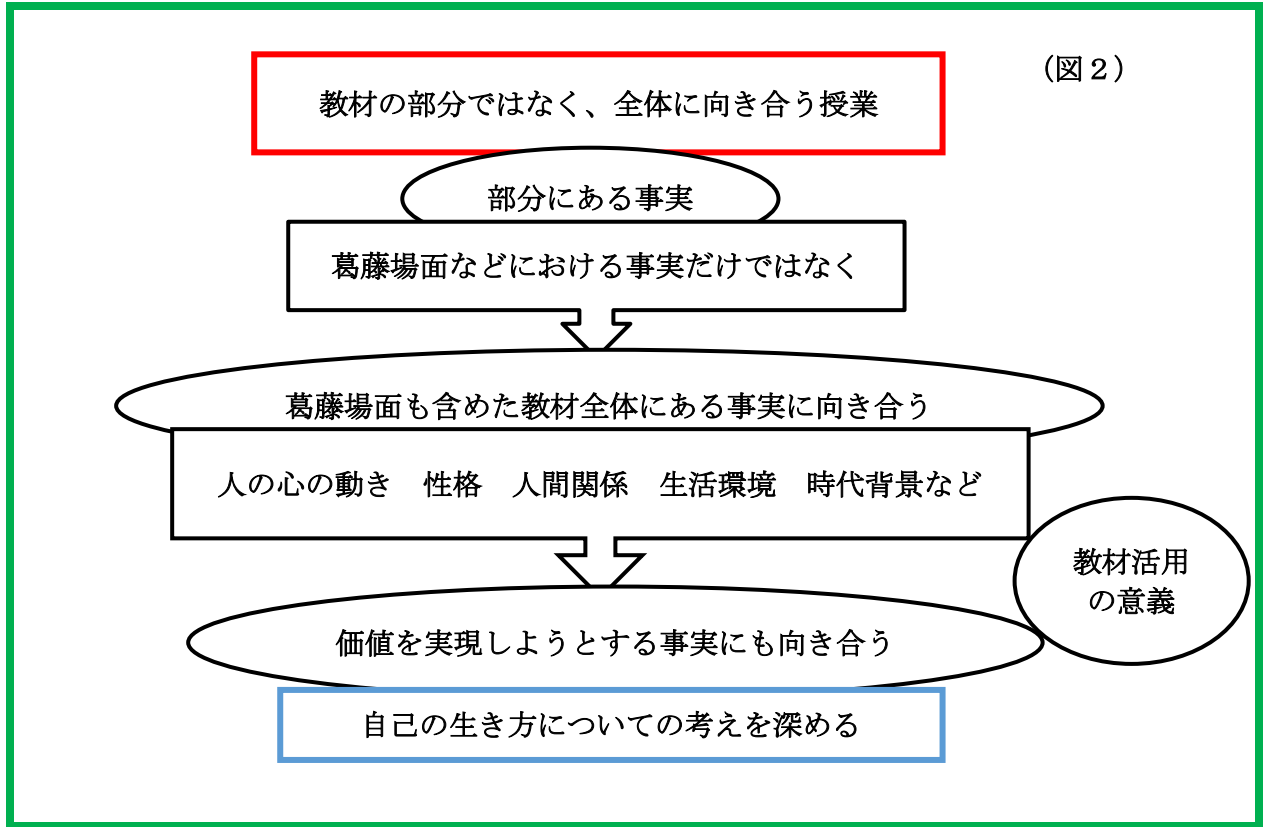 (図2)
教材の部分ではなく、全体に向き合う授業
部分にある事実
葛藤場面などにおける事実だけではなく
葛藤場面も含めた教材全体にある事実に向き合う
人の心の動き　性格　人間関係　生活環境　時代背景など
教材活用
の意義
価値を実現しようとする事実にも向き合う
自己の生き方についての考えを深める